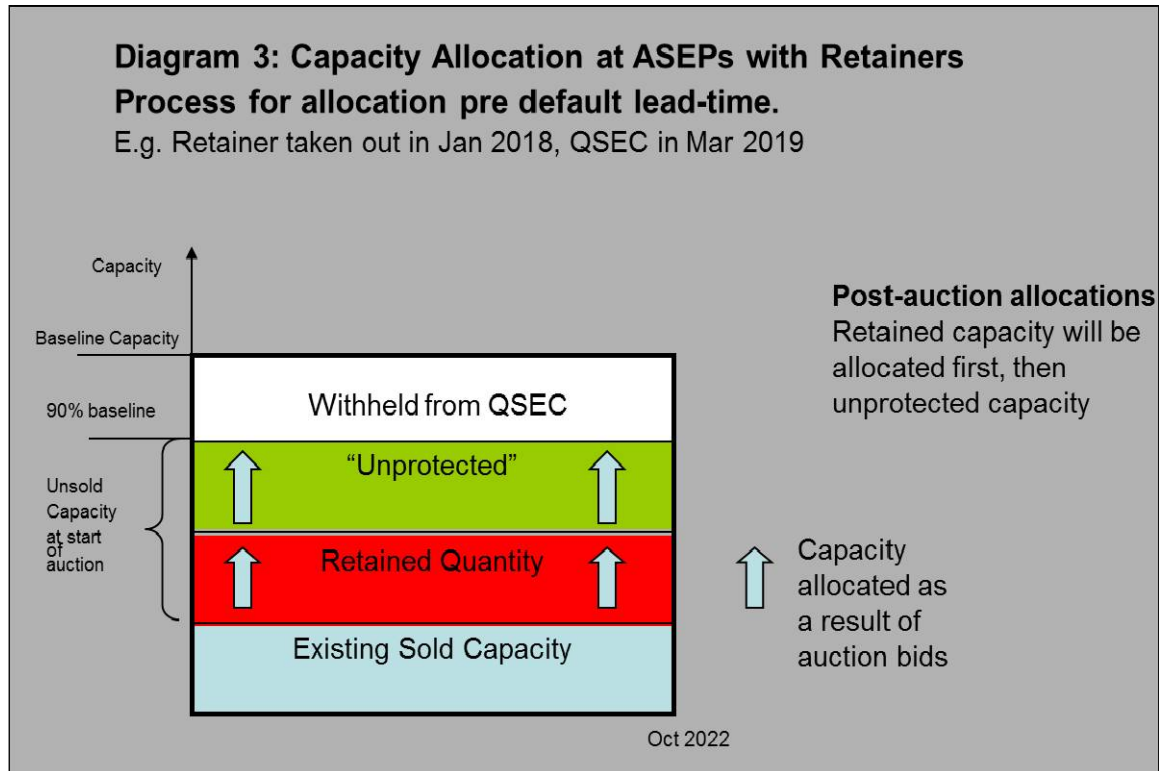 Diagram 3: Capacity Allocation at ASEPs with Retainers
Process for allocation pre default lead-time.
E.g. Retainer taken out in Jan 2018, QSEC in Mar 2019
Capacity
Baseline Capacity
90% baseline
Unsold
Capacity
at start
of
auction
Withheld from QSEC
“Unprotected”
Retained Quantity
Existing Sold Capacity
Oct 2022
Post-auction allocations
Retained capacity will be
allocated first, then
unprotected capacity
Capacity
allocated as
a result of
auction bids